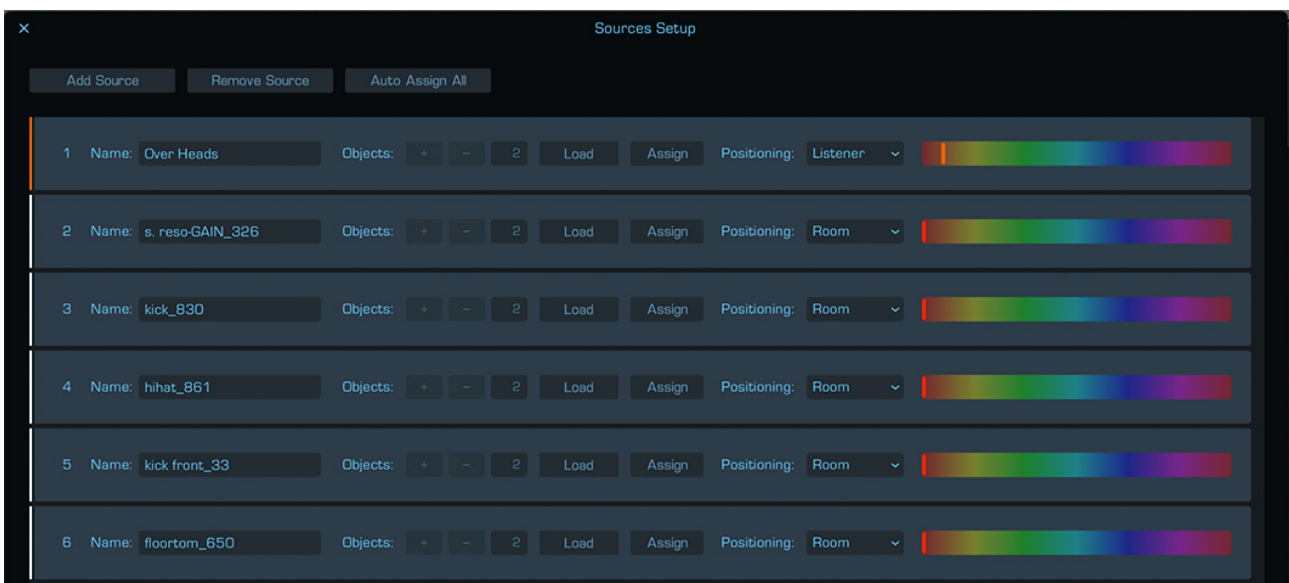 × Sources Setup
Add Source Remove Source Auto Assign All
1 Name: Over Heads Objects: + - 2 Load Assign Positioning: Listener
2 Name: s. reso-GAIN_326 Objects: + - 2 Load Assign Positioning: Room
3 Name: kick_830 Objects: + - 2 Load Assign Positioning: Room
4 Name: hihat_861 Objects: + - 2 Load Assign Positioning: Room
5 Name: kick front_33 Objects: + - 2 Load Assign Positioning: Room
6 Name: floortom_650 Objects: + - 2 Load Assign Positioning: Room